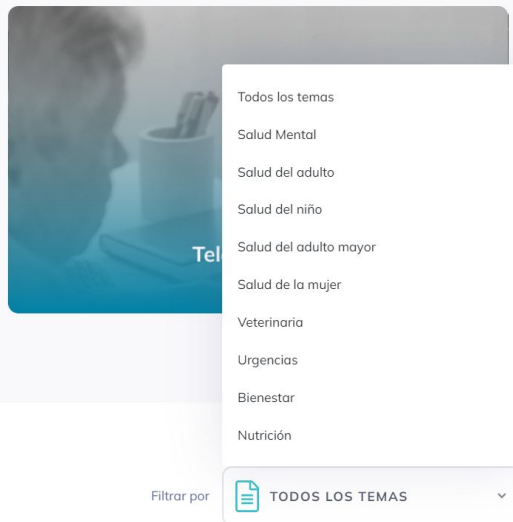 Tel
Todos los temas
Salud Mental
Salud del adulto
Salud del niño
Salud del adulto mayor
Salud de la mujer
Veterinaria
Urgencias
Bienestar
Nutrición
Filtrar por
TODOS LOS TEMAS